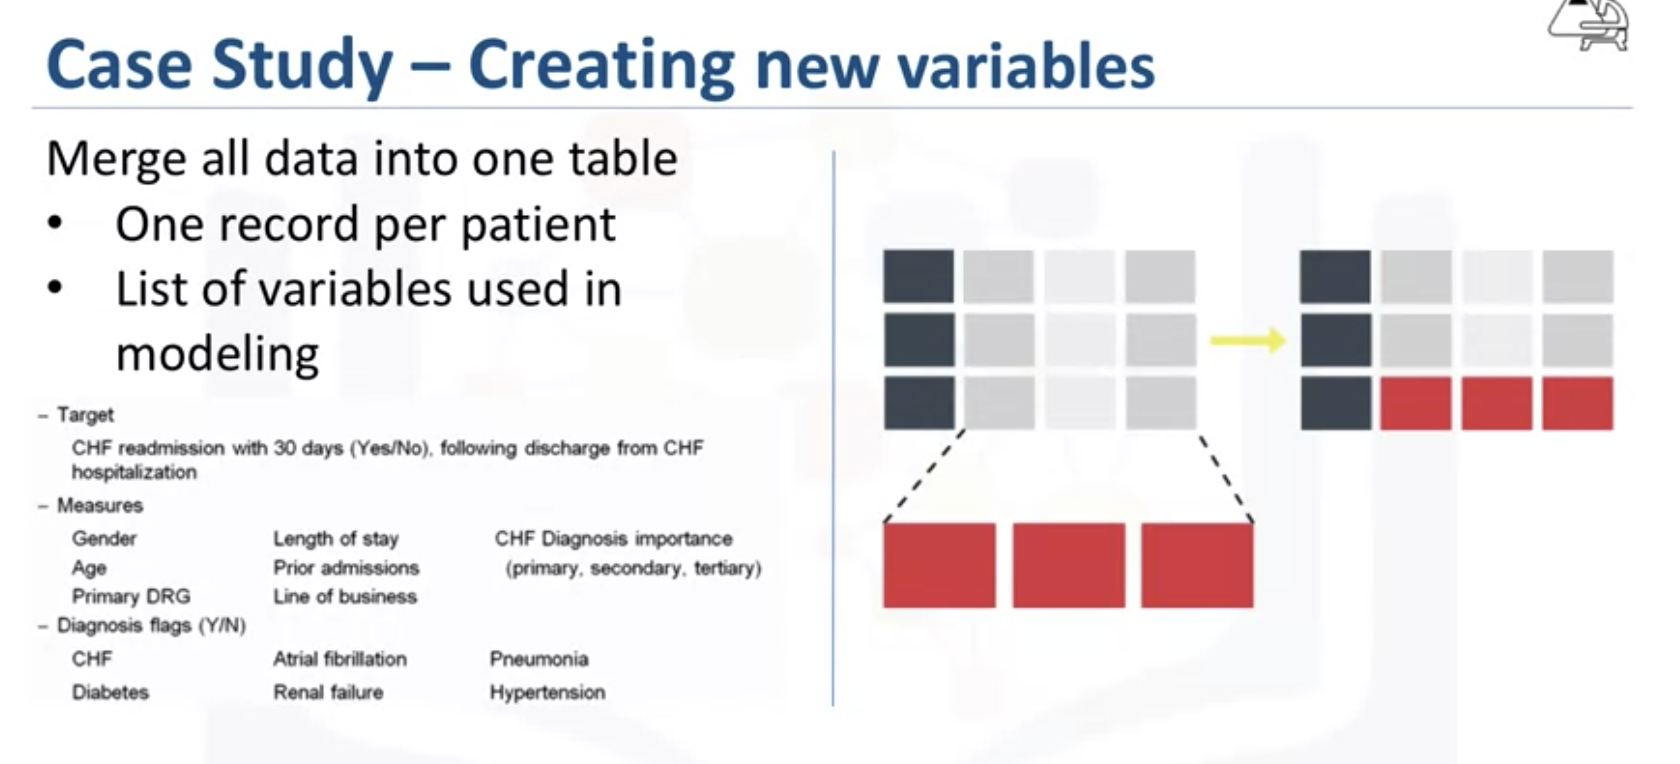 Case Study – Creating new variables
Merge all data into one table
• One record per patient
• List of variables used in
modeling
– Target
CHF readmission with 30 days (Yes/No), following discharge from CHF
hospitalization
– Measures
Gender Length of stay CHF Diagnosis importance
Age Prior admissions (primary, secondary, tertiary)
Primary DRG Line of business
– Diagnosis flags (Y/N)
CHF Atrial fibrillation Pneumonia
Diabetes Renal failure Hypertension